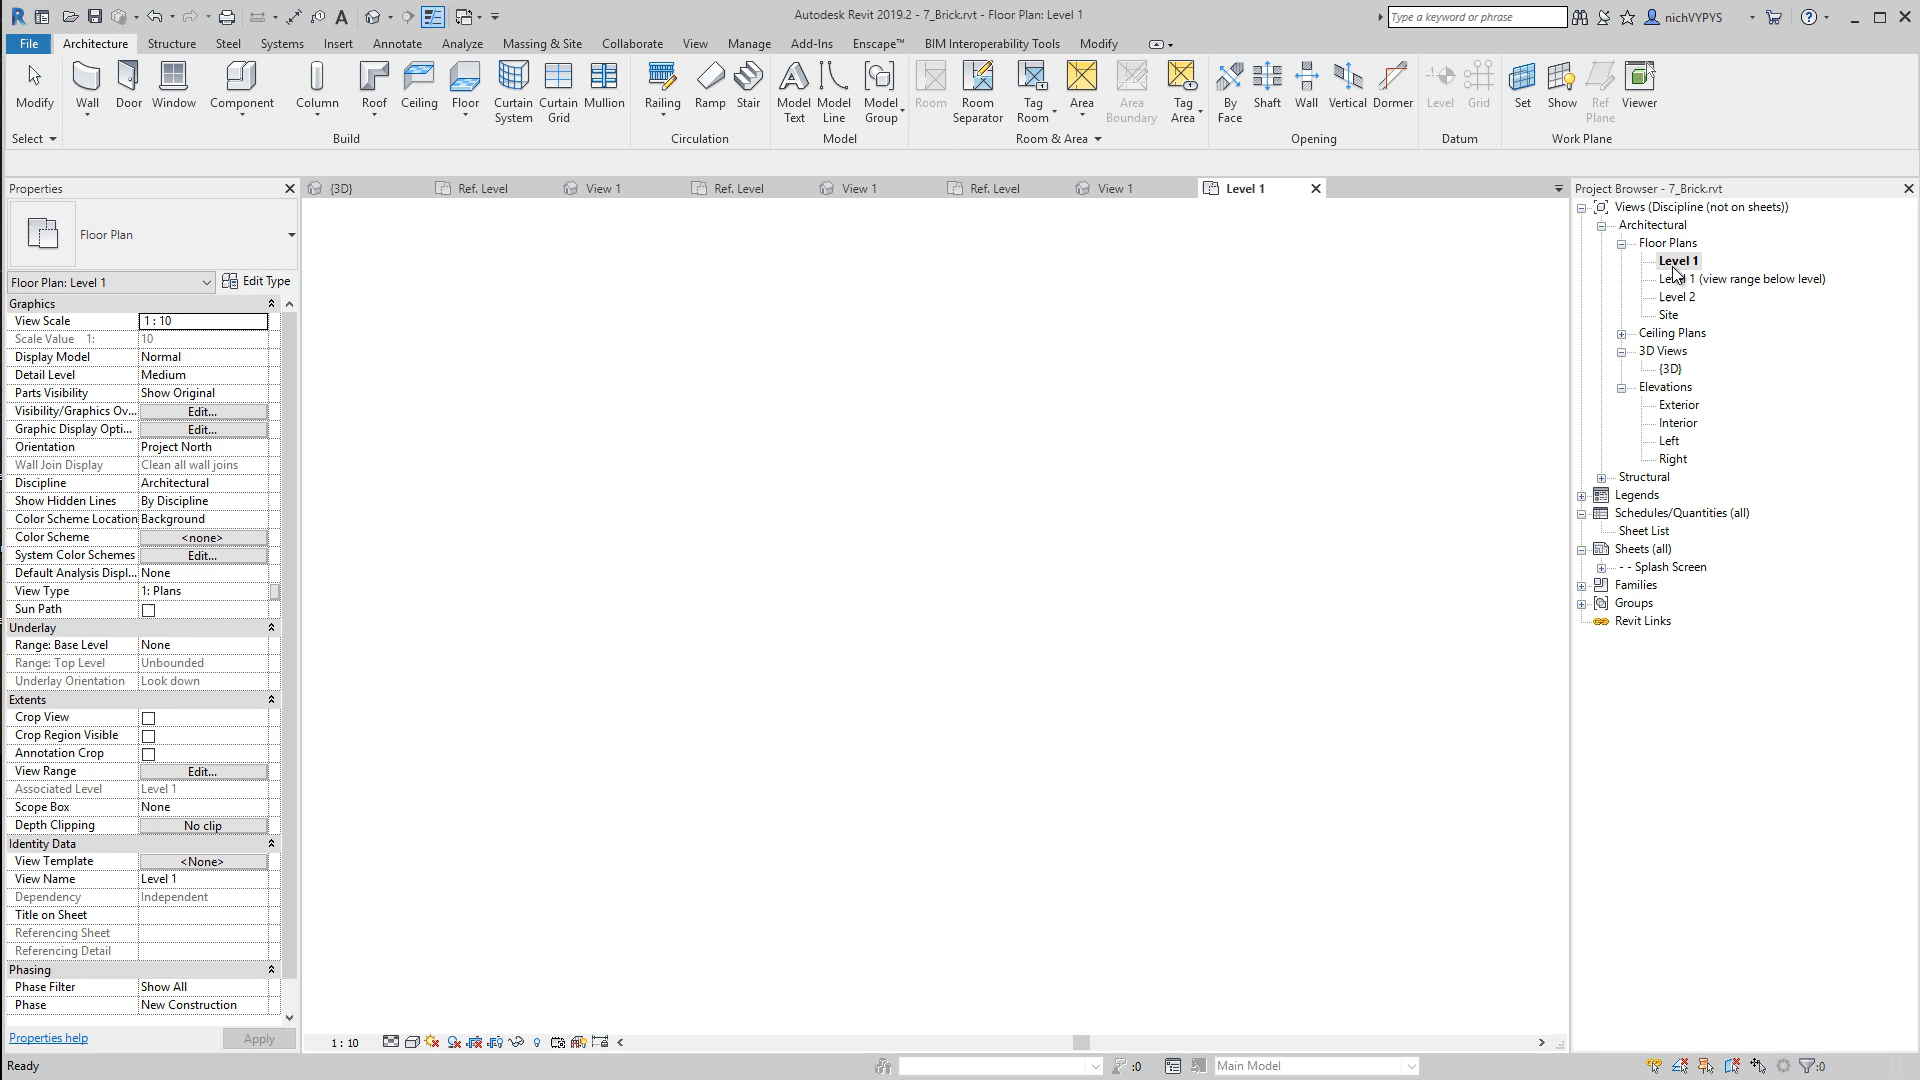 Autodesk Revit 2019.2 - 7_Brick.rvt - Floor Plan: Level 1
Type a keyword or phrase
nichVYPYS
File Architecture Structure Steel Systems Insert Annotate Analyze Massing & Site Collaborate View Manage Add-Ins Enscape™ BIM Interoperability Tools Modify
Modify Wall Door Window Component Column Roof Ceiling Floor Curtain System Curtain Grid Mullion Railing Ramp Stair Model Text Model Line Model Group Room Room Separator Tag Room Area Area Boundary Tag Area By Face Shaft Wall Vertical Dormer Level Grid Set Show Ref Plane Viewer
Select Build Circulation Model Room & Area Opening Datum Work Plane
Properties
{3D} Ref. Level View 1 Ref. Level View 1 Ref. Level View 1 Level 1
Floor Plan
Floor Plan: Level 1 Edit Type
Graphics
View Scale 1 : 10
Scale Value 1: 10
Display Model Normal
Detail Level Medium
Parts Visibility Show Original
Visibility/Graphics Ov... Edit...
Graphic Display Opti... Edit...
Orientation Project North
Wall Join Display Clean all wall joins
Discipline Architectural
Show Hidden Lines By Discipline
Color Scheme Location Background
Color Scheme <none>
System Color Schemes Edit...
Default Analysis Displ... None
View Type 1: Plans
Sun Path
Underlay
Range: Base Level None
Range: Top Level Unbounded
Underlay Orientation Look down
Extents
Crop View
Crop Region Visible
Annotation Crop
View Range Edit...
Associated Level Level 1
Scope Box None
Depth Clipping No clip
Identity Data
View Template <None>
View Name Level 1
Dependency Independent
Title on Sheet
Referencing Sheet
Referencing Detail
Phasing
Phase Filter Show All
Phase New Construction
Properties help Apply
Project Browser - 7_Brick.rvt
Views (Discipline (not on sheets))
Architectural
Floor Plans
Level 1
Level 1 (view range below level)
Level 2
Site
Ceiling Plans
3D Views
{3D}
Elevations
Exterior
Interior
Left
Right
Structural
Legends
Schedules/Quantities (all)
Sheet List
Sheets (all)
- - Splash Screen
Families
Groups
Revit Links
1 : 10
Ready
:0
Main Model
:0